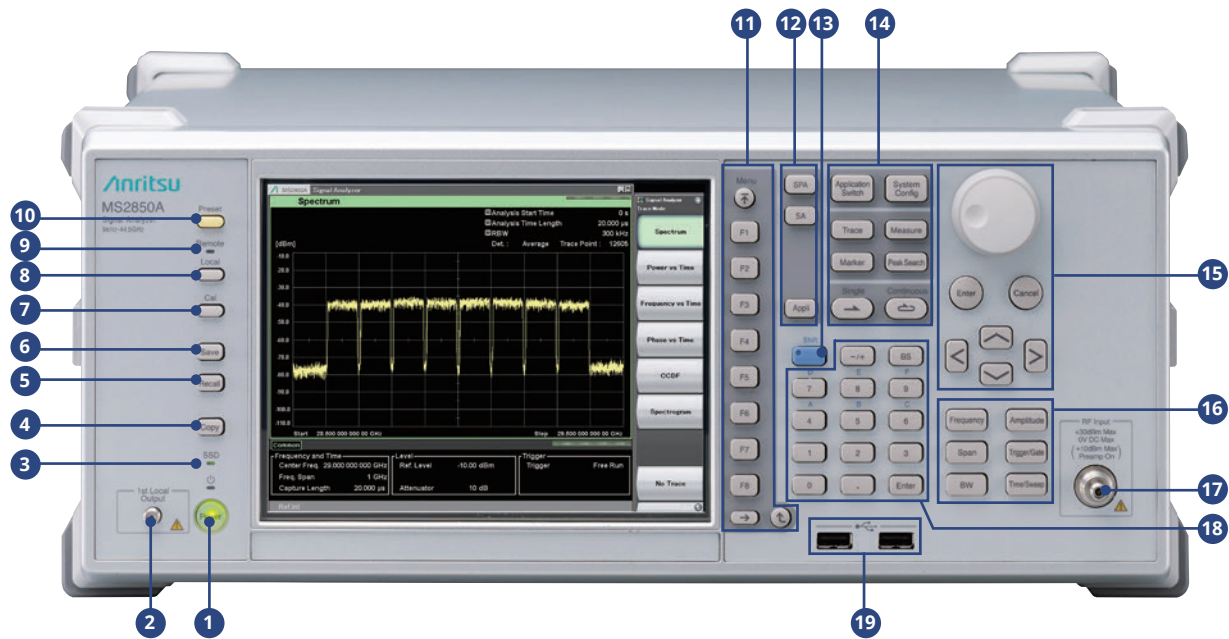 11
12
13
14
Anritsu
MS2850A
Signal Analyzer
9kHz-44.5GHz
10
Preset
9
Remote
8
Local
7
Cal
6
Save
5
Recall
4
Copy
3
SSD
1st Local
Output
Power
2
1
MS2850A Signal Analyzer
Spectrum
Analysis Start Time 0 s
Analysis Time Length 20.000 µs
RBW 300 kHz
Det. : Average Trace Point : 12605
[dBm]
-10.0
-20.0
-30.0
-40.0
-50.0
-60.0
-70.0
-80.0
-90.0
-100.0
-110.0
Start 28.500 000 000 00 GHz
Stop 29.500 000 000 00 GHz
Common
Frequency and Time
Center Freq. 29.000 000 000 GHz
Freq. Span 1 GHz
Capture Length 20.000 µs
Level
Ref. Level -10.00 dBm
Attenuator 10 dB
Trigger
Trigger Free Run
Ref.Int
Signal Analyzer
Trace Mode
Spectrum
Power vs Time
Frequency vs Time
Phase vs Time
CCDF
Spectrogram
No Trace
Menu
F1
F2
F3
F4
F5
F6
F7
F8
SPA
SA
Appli
Application
Switch
System
Config
Trace
Measure
Marker
Peak Search
Single
Continuous
Enter
Cancel
15
Shift
-/+
BS
D
E
F
7
8
9
A
B
C
4
5
6
1
2
3
0
.
Enter
Frequency
Amplitude
Span
Trigger/Gate
BW
Time/Sweep
16
RF Input
+30dBm Max
0V DC Max
( +10dBm Max )
Preamp On
17
18
19